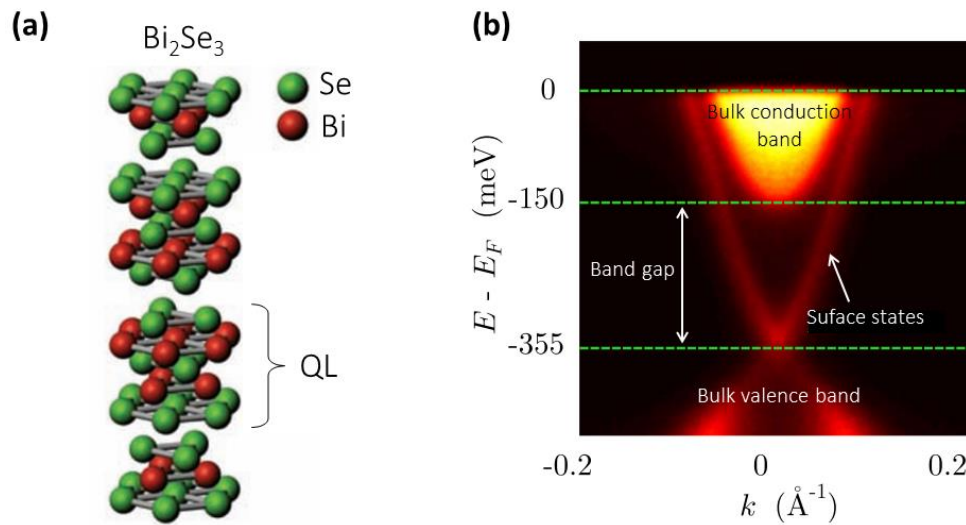 (a)
Bi₂Se₃
Se
Bi
QL
(b)
0
-150
-355
E - E_F (meV)
Bulk conduction
band
Band gap
Suface states
Bulk valence band
-0.2
0
0.2
k (Å⁻¹)